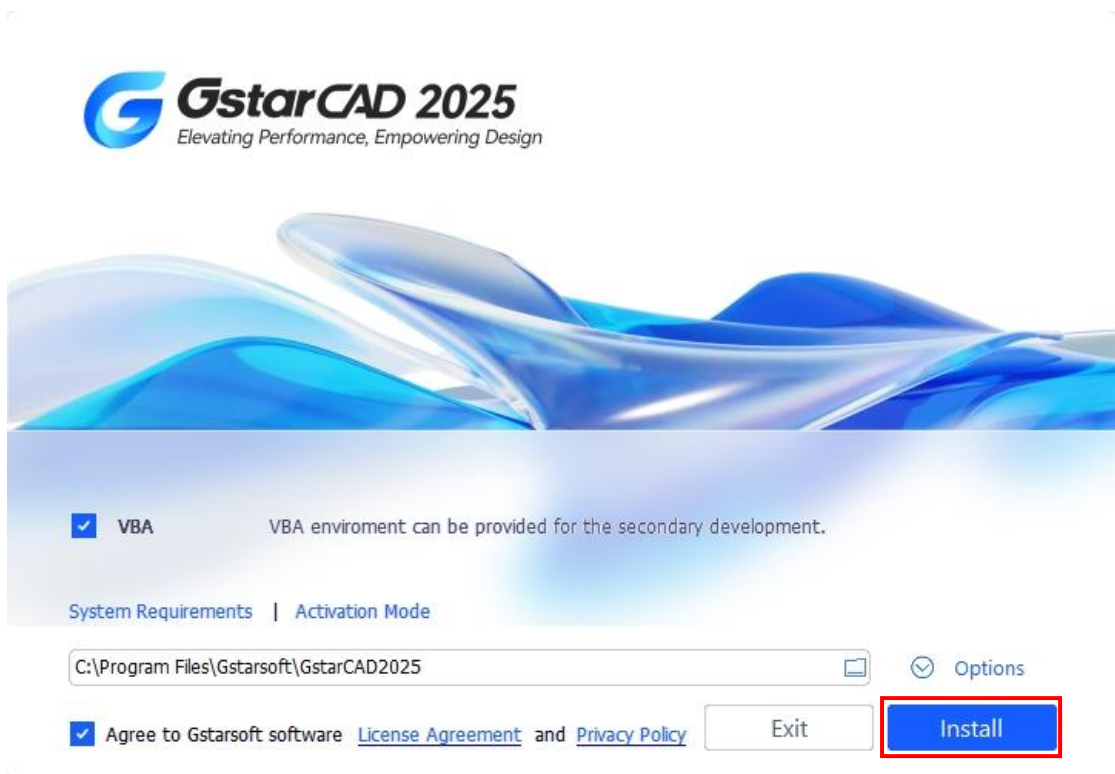 GstarCAD 2025
Elevating Performance, Empowering Design
VBA VBA enviroment can be provided for the secondary development.
System Requirements | Activation Mode
C:\Program Files\Gstarsoft\GstarCAD2025 Options
Agree to Gstarsoft software License Agreement and Privacy Policy Exit Install